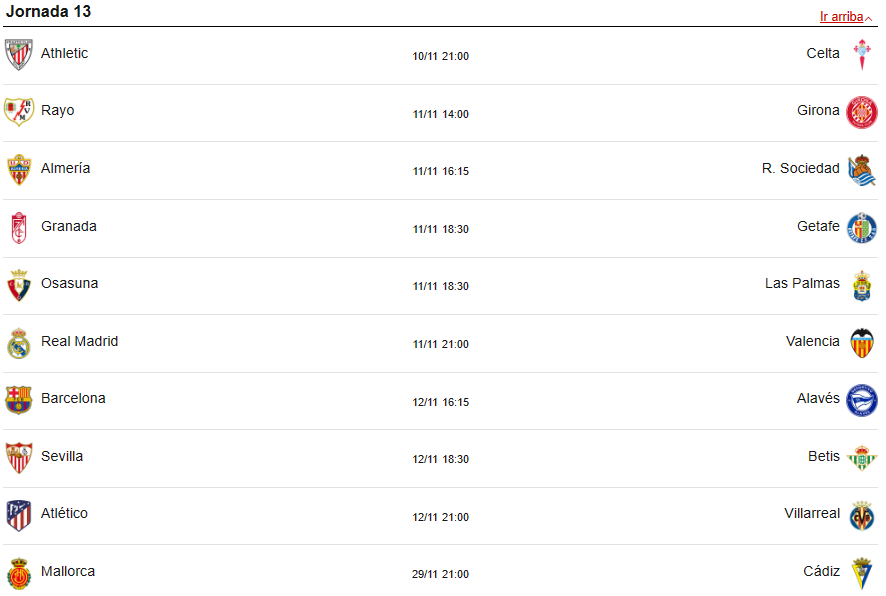 Jornada 13 Ir arriba
Athletic 10/11 21:00 Celta
Rayo 11/11 14:00 Girona
Almería 11/11 16:15 R. Sociedad
Granada 11/11 18:30 Getafe
Osasuna 11/11 18:30 Las Palmas
Real Madrid 11/11 21:00 Valencia
Barcelona 12/11 16:15 Alavés
Sevilla 12/11 18:30 Betis
Atlético 12/11 21:00 Villarreal
Mallorca 29/11 21:00 Cádiz